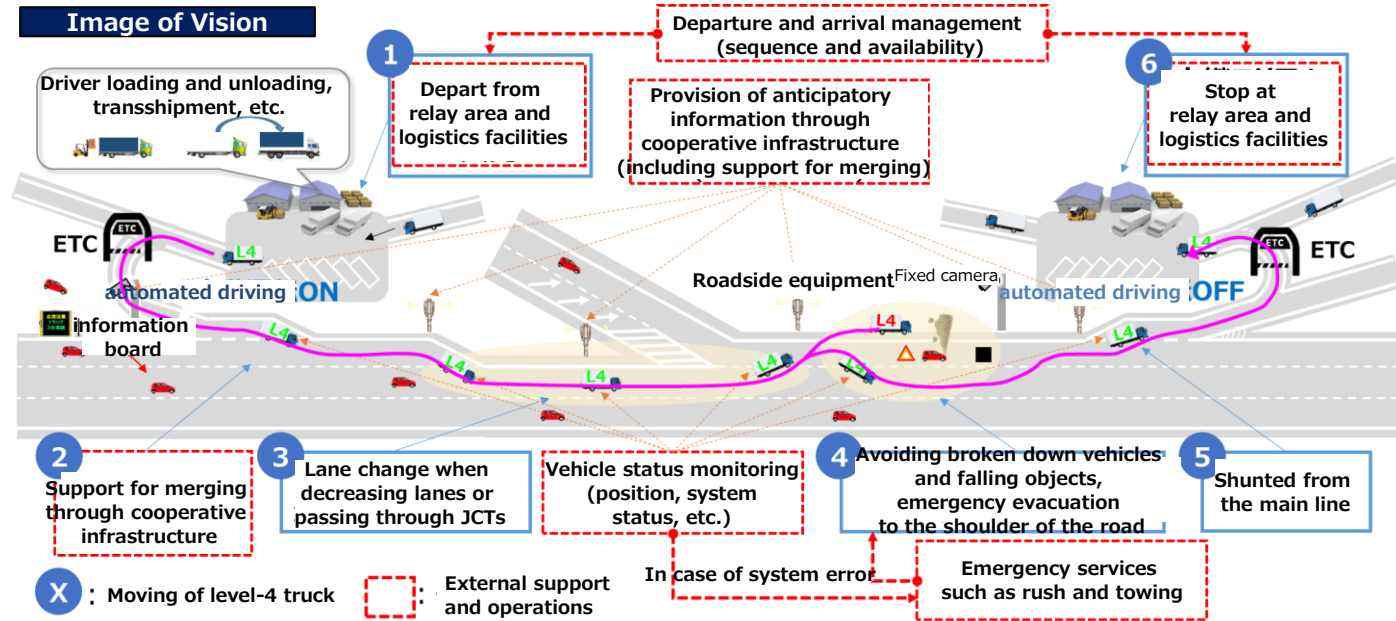 Image of Vision
Departure and arrival management
(sequence and availability)
Driver loading and unloading,
transshipment, etc.
1
Depart from
relay area and
logistics facilities
Provision of anticipatory
information through
cooperative infrastructure
(including support for merging)
6
Stop at
relay area and
logistics facilities
ETC
ETC
L4
automated driving
ON
information
board
Roadside equipment
Fixed camera
L4
ETC
ETC
automated driving
OFF
L4
L4
L4
L4
L4
L4
L4
2
Support for merging
through cooperative
infrastructure
3
Lane change when
decreasing lanes or
passing through JCTs
Vehicle status monitoring
(position, system
status, etc.)
4
Avoiding broken down vehicles
and falling objects,
emergency evacuation
to the shoulder of the road
5
Shunted from
the main line
In case of system error
Emergency services
such as rush and towing
X
: Moving of level-4 truck
: External support
and operations